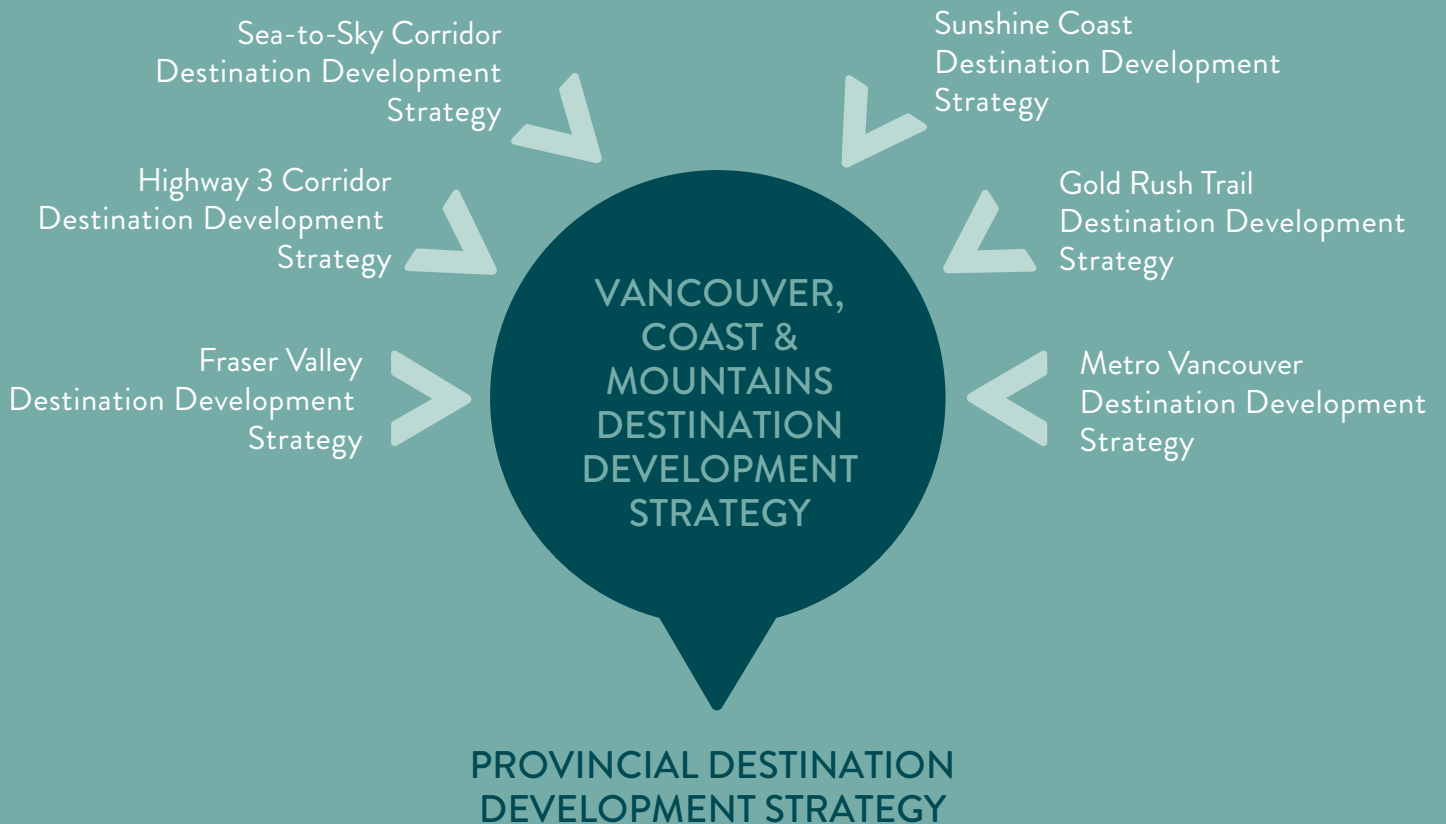 Sea-to-Sky Corridor
Destination Development
Strategy
Highway 3 Corridor
Destination Development
Strategy
Fraser Valley
Destination Development
Strategy
Sunshine Coast
Destination Development
Strategy
Gold Rush Trail
Destination Development
Strategy
Metro Vancouver
Destination Development
Strategy
VANCOUVER,
COAST &
MOUNTAINS
DESTINATION
DEVELOPMENT
STRATEGY
PROVINCIAL DESTINATION
DEVELOPMENT STRATEGY